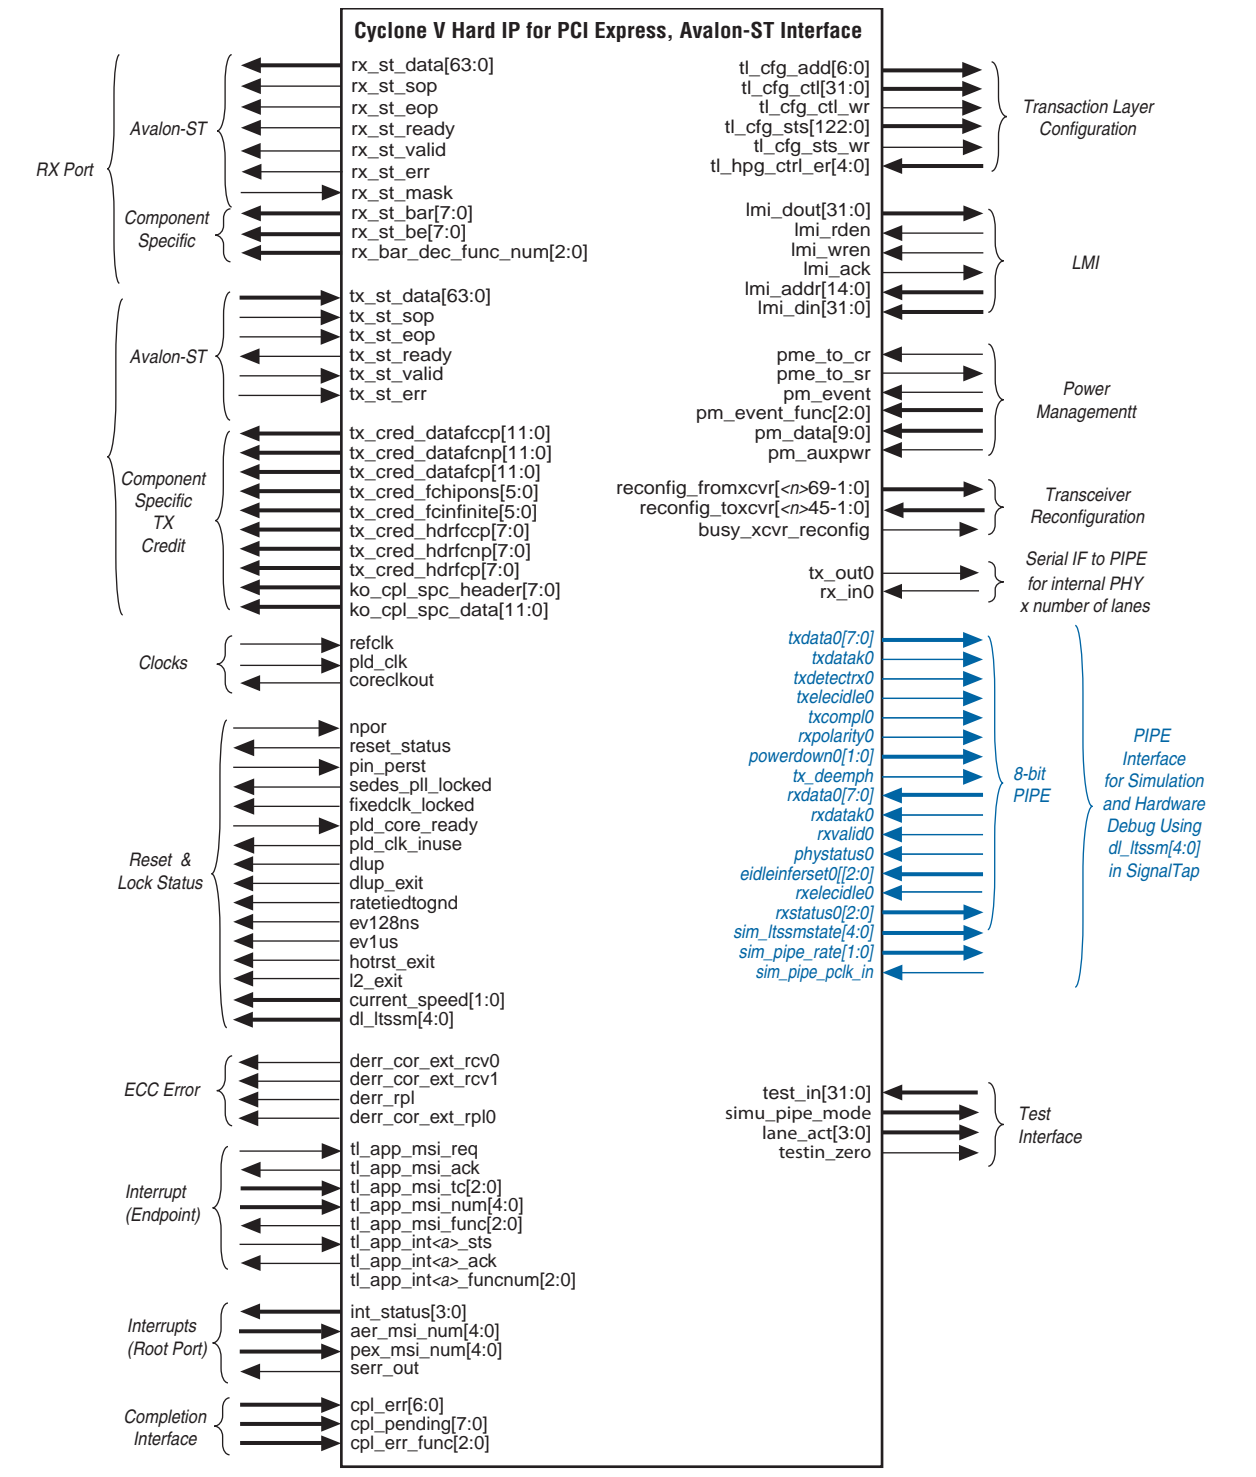 Cyclone V Hard IP for PCI Express, Avalon-ST Interface
RX Port
Avalon-ST
rx_st_data[63:0]
rx_st_sop
rx_st_eop
rx_st_ready
rx_st_valid
rx_st_err
rx_st_mask
Component
Specific
rx_st_bar[7:0]
rx_st_be[7:0]
rx_bar_dec_func_num[2:0]
Avalon-ST
tx_st_data[63:0]
tx_st_sop
tx_st_eop
tx_st_ready
tx_st_valid
tx_st_err
Component
Specific
TX
Credit
tx_cred_datafccp[11:0]
tx_cred_datafcnp[11:0]
tx_cred_datafcp[11:0]
tx_cred_fchipons[5:0]
tx_cred_fcinfinite[5:0]
tx_cred_hdrfccp[7:0]
tx_cred_hdrfcnp[7:0]
tx_cred_hdrfcp[7:0]
ko_cpl_spc_header[7:0]
ko_cpl_spc_data[11:0]
Clocks
refclk
pld_clk
coreclkout
Reset &
Lock Status
npor
reset_status
pin_perst
sedes_pll_locked
fixedclk_locked
pld_core_ready
pld_clk_inuse
dlup
dlup_exit
ratetiedtognd
ev128ns
ev1us
hotrst_exit
l2_exit
current_speed[1:0]
dl_ltssm[4:0]
ECC Error
derr_cor_ext_rcv0
derr_cor_ext_rcv1
derr_rpl
derr_cor_ext_rpl0
Interrupt
(Endpoint)
tl_app_msi_req
tl_app_msi_ack
tl_app_msi_tc[2:0]
tl_app_msi_num[4:0]
tl_app_msi_func[2:0]
tl_app_int<a>_sts
tl_app_int<a>_ack
tl_app_int<a>_funcnum[2:0]
Interrupts
(Root Port)
int_status[3:0]
aer_msi_num[4:0]
pex_msi_num[4:0]
serr_out
Completion
Interface
cpl_err[6:0]
cpl_pending[7:0]
cpl_err_func[2:0]
tl_cfg_add[6:0]
tl_cfg_ctl[31:0]
tl_cfg_ctl_wr
tl_cfg_sts[122:0]
tl_cfg_sts_wr
tl_hpg_ctrl_er[4:0]
Transaction Layer
Configuration
lmi_dout[31:0]
lmi_rden
lmi_wren
lmi_ack
lmi_addr[14:0]
lmi_din[31:0]
LMI
pme_to_cr
pme_to_sr
pm_event
pm_event_func[2:0]
pm_data[9:0]
pm_auxpwr
Power
Managementt
reconfig_fromxcvr[<n>69-1:0]
reconfig_toxcvr[<n>45-1:0]
busy_xcvr_reconfig
Transceiver
Reconfiguration
tx_out0
rx_in0
Serial IF to PIPE
for internal PHY
x number of lanes
txdata0[7:0]
txdatak0
txdetectrx0
txelecidle0
txcompl0
rxpolarity0
powerdown0[1:0]
tx_deemph
rxdata0[7:0]
rxdatak0
rxvalid0
phystatus0
eidleinferset0[[2:0]
rxelecidle0
rxstatus0[2:0]
sim_ltssmstate[4:0]
sim_pipe_rate[1:0]
sim_pipe_pclk_in
8-bit
PIPE
PIPE
Interface
for Simulation
and Hardware
Debug Using
dl_ltssm[4:0]
in SignalTap
test_in[31:0]
simu_pipe_mode
lane_act[3:0]
testin_zero
Test
Interface